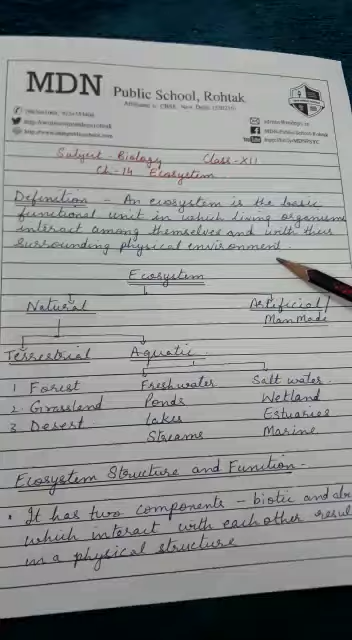 MDN Public School, Rohtak
Subject - Biology Class-XII
Ch-14 Ecosystem
Definition - An ecosystem is the basic
functional unit in which living organisms
interact among themselves and with their
surrounding physical environment.
Ecosystem
Natural Artificial/
Man Made
Terrestrial Aquatic
1 Forest Freshwater Salt water
2. Grassland Ponds Wetland
3 Desert Lakes Estuaries
Streams Marine
Ecosystem Structure and Function -
• It has two components - biotic and
which interact with each other
in a physical structure